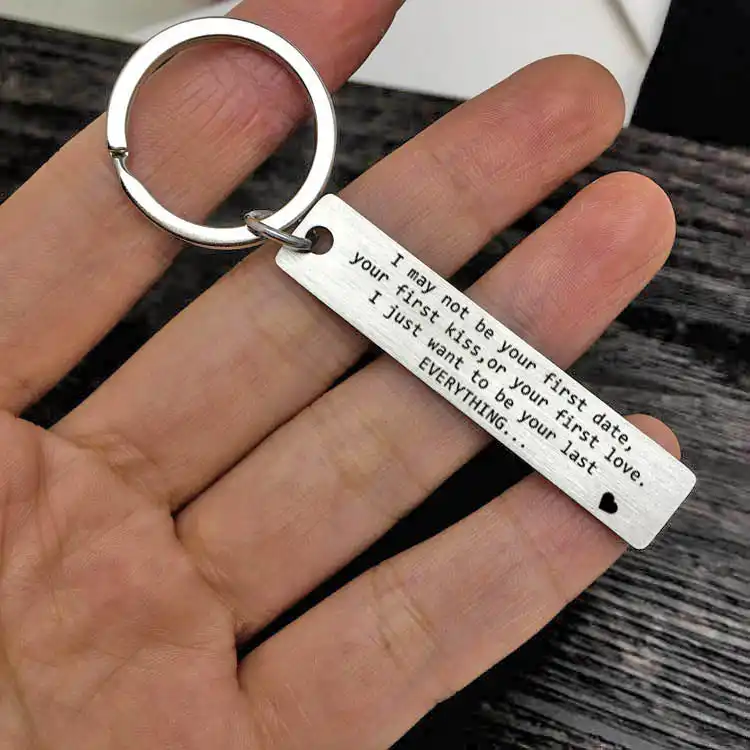 I may not be your first date,
your first kiss,or your first love.
I just want to be your last
EVERYTHING...